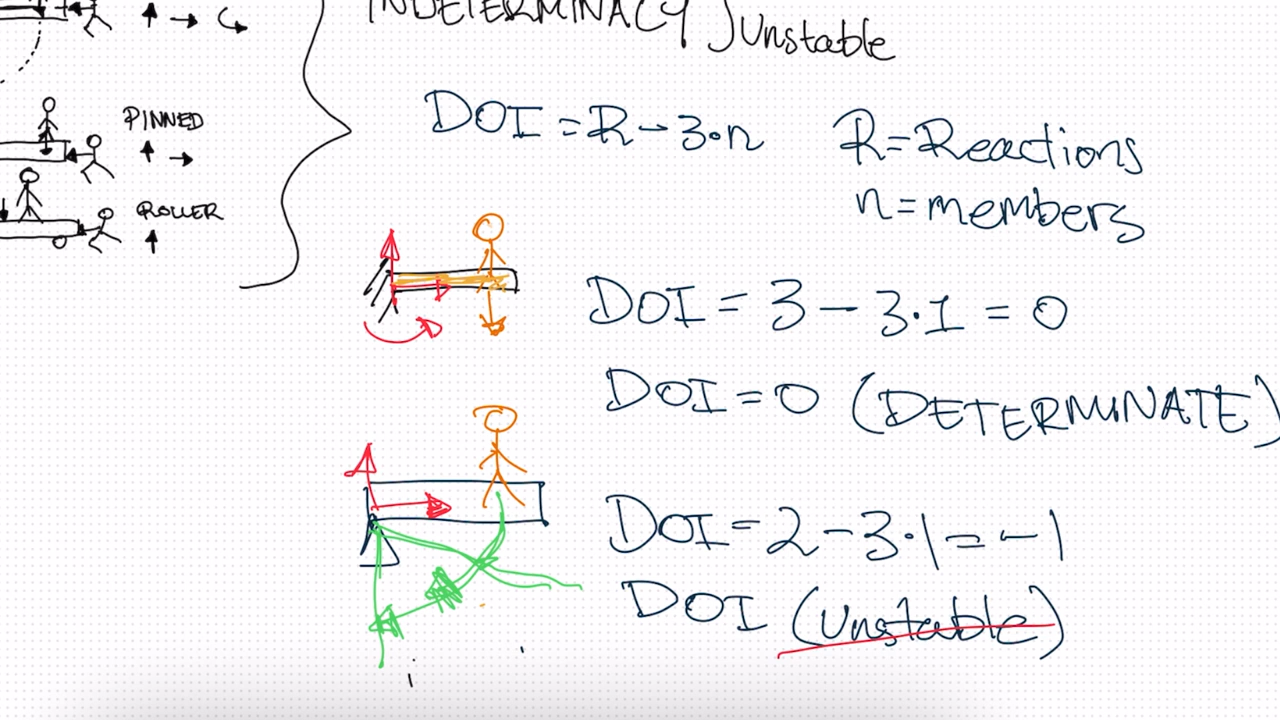 INDETERMINACY
Unstable
PINNED
ROLLER
DOI = R - 3·n
R = Reactions
n = members
DOI = 3 - 3·1 = 0
DOI = 0 (DETERMINATE)
DOI = 2 - 3·1 = -1
DOI (Unstable)